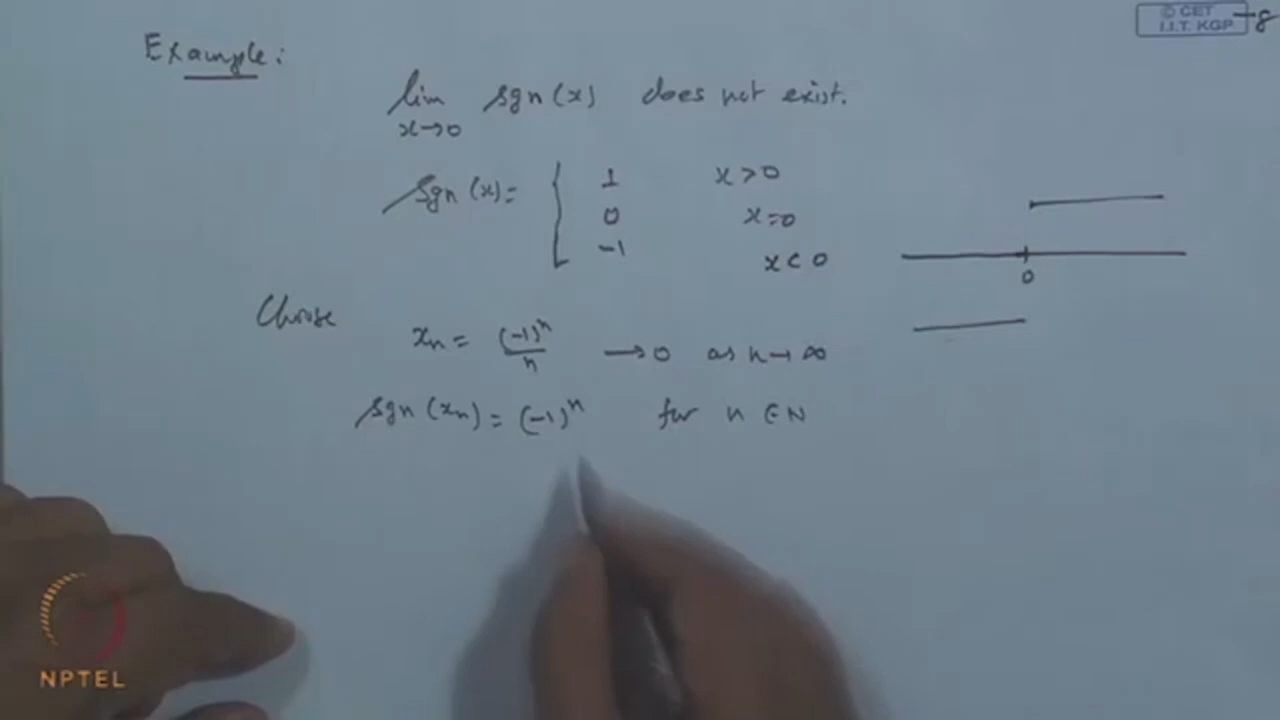 © CET
I.I.T. KGP
-8
Example:
lim sgn(x) does not exist.
x→0
sgn(x) = { 1 x > 0
0 x = 0
-1 x < 0
0
Choose xₙ = (-1)ⁿ/n → 0 as n → ∞
sgn(xₙ) = (-1)ⁿ for n ∈ N
NPTEL